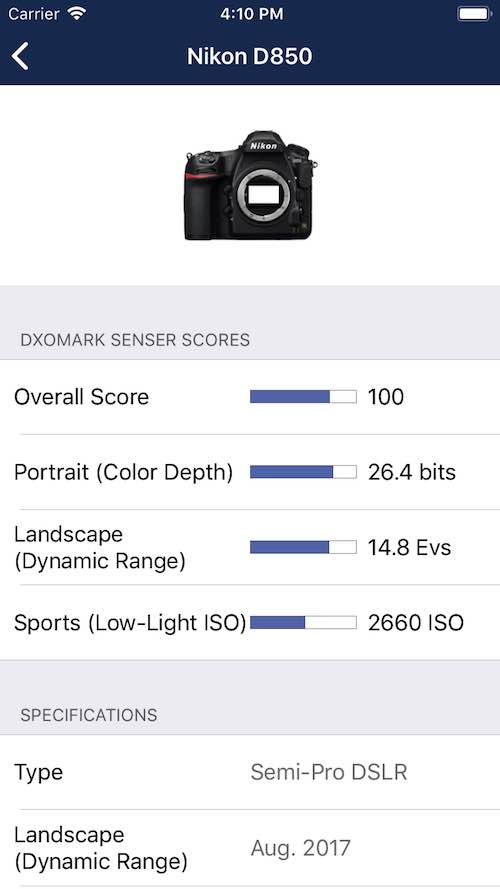 Carrier 4:10 PM
Nikon D850
Nikon
DXOMARK SENSER SCORES
Overall Score 100
Portrait (Color Depth) 26.4 bits
Landscape
(Dynamic Range) 14.8 Evs
Sports (Low-Light ISO) 2660 ISO
SPECIFICATIONS
Type Semi-Pro DSLR
Landscape
(Dynamic Range) Aug. 2017